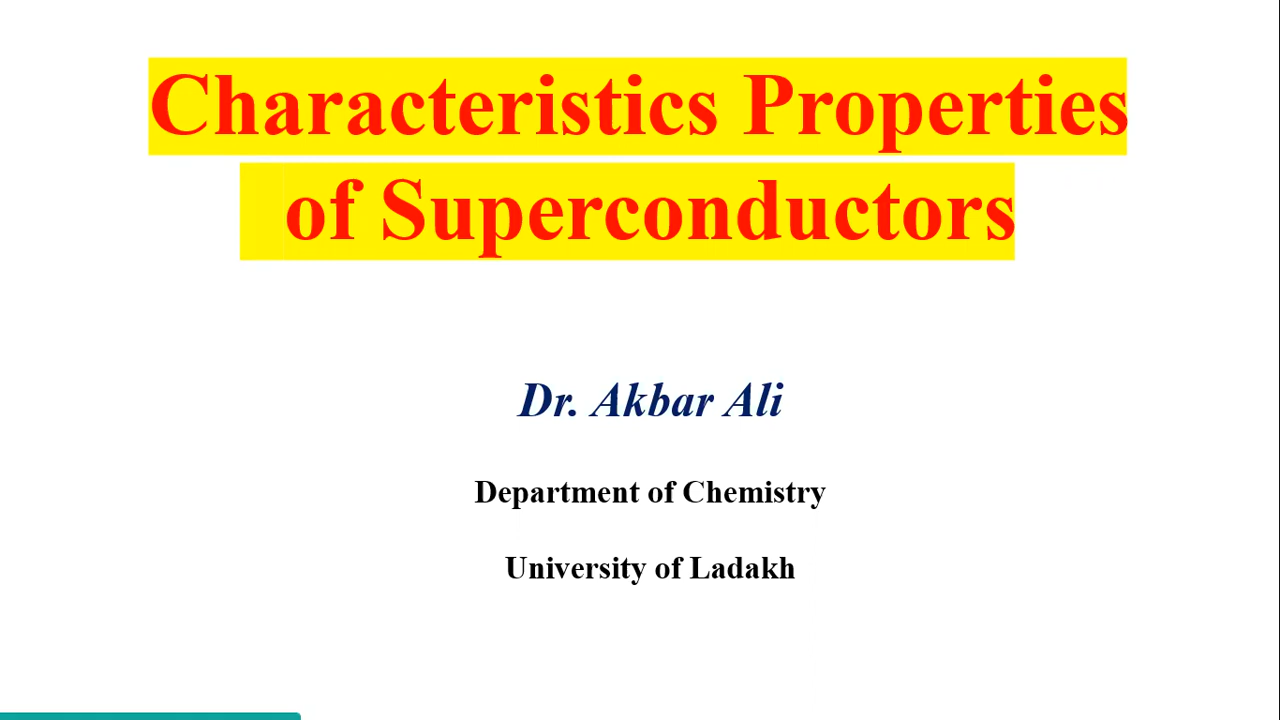 Characteristics Properties
of Superconductors
Dr. Akbar Ali
Department of Chemistry
University of Ladakh